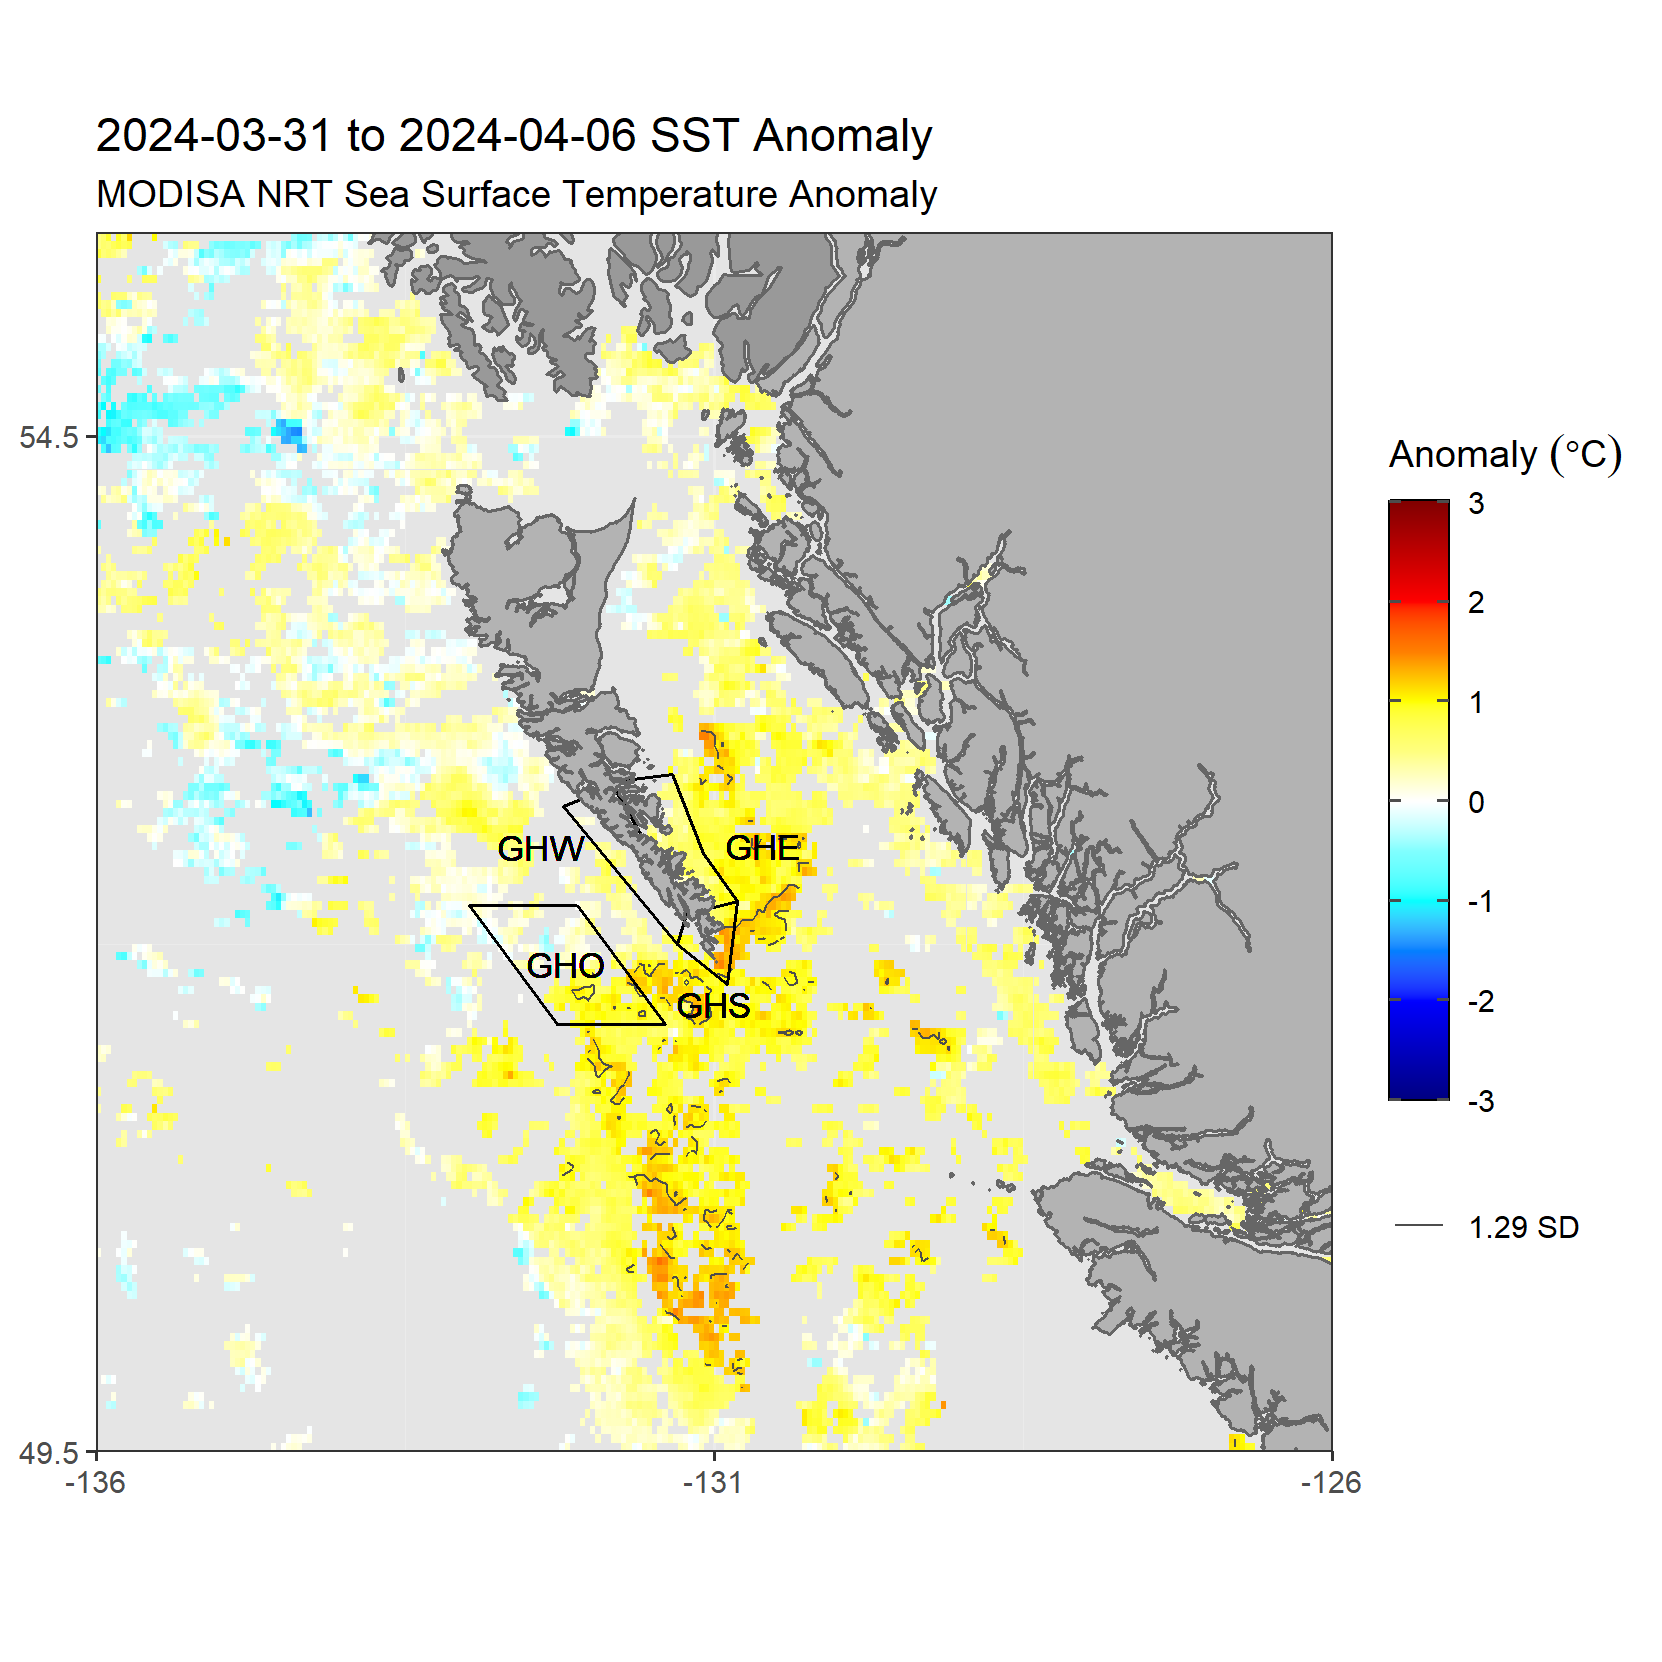 2024-03-31 to 2024-04-06 SST Anomaly
MODISA NRT Sea Surface Temperature Anomaly
54.5
49.5
-136
-131
-126
GHW
GHE
GHO
GHS
Anomaly (°C)
3
2
1
0
-1
-2
-3
1.29 SD